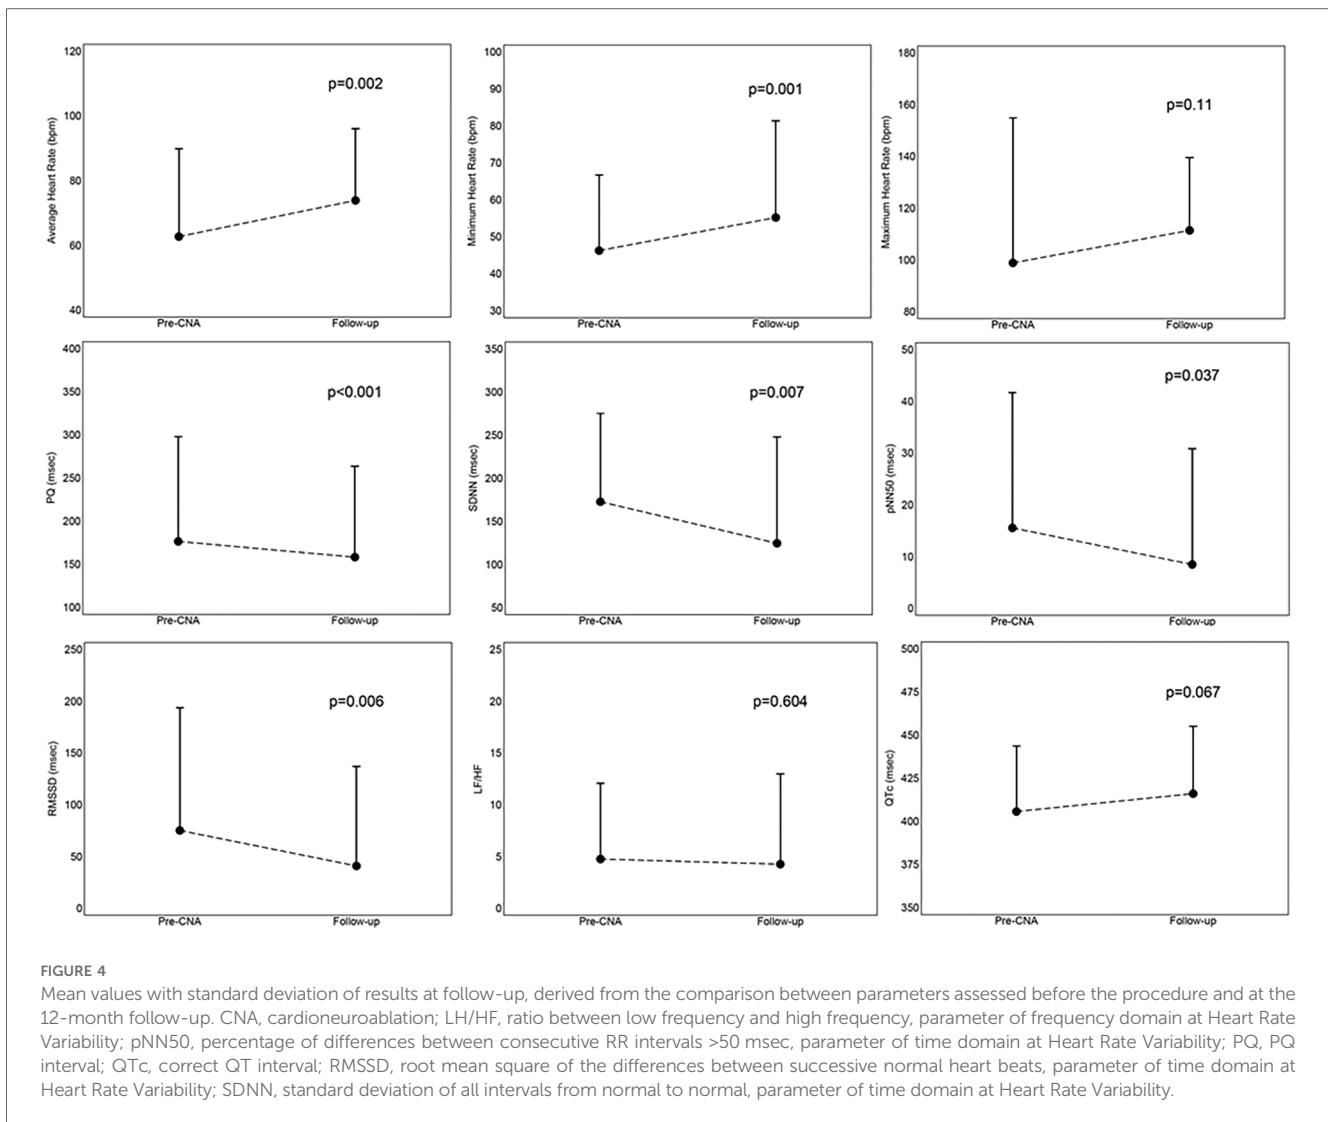 120
100
80
60
40
Average Heart Rate (bpm)
p=0.002
Pre-CNA Follow-up
100
90
80
70
60
50
40
30
Minimum Heart Rate (bpm)
p=0.001
Pre-CNA Follow-up
180
160
140
120
100
80
Maximum Heart Rate (bpm)
p=0.11
Pre-CNA Follow-up
400
350
300
250
200
150
100
PQ (msec)
p<0.001
Pre-CNA Follow-up
350
300
250
200
150
100
50
SDNN (msec)
p=0.007
Pre-CNA Follow-up
50
40
30
20
10
0
pNN50 (msec)
p=0.037
Pre-CNA Follow-up
250
200
150
100
50
0
RMSSD (msec)
p=0.006
Pre-CNA Follow-up
25
20
15
10
5
0
LF/HF
p=0.604
Pre-CNA Follow-up
500
475
450
425
400
375
350
QTc (msec)
p=0.067
Pre-CNA Follow-up
FIGURE 4
Mean values with standard deviation of results at follow-up, derived from the comparison between parameters assessed before the procedure and at the
12-month follow-up. CNA, cardioneuroablation; LH/HF, ratio between low frequency and high frequency, parameter of frequency domain at Heart Rate
Variability; pNN50, percentage of differences between consecutive RR intervals >50 msec, parameter of time domain at Heart Rate Variability; PQ, PQ
interval; QTc, correct QT interval; RMSSD, root mean square of the differences between successive normal heart beats, parameter of time domain at
Heart Rate Variability; SDNN, standard deviation of all intervals from normal to normal, parameter of time domain at Heart Rate Variability.